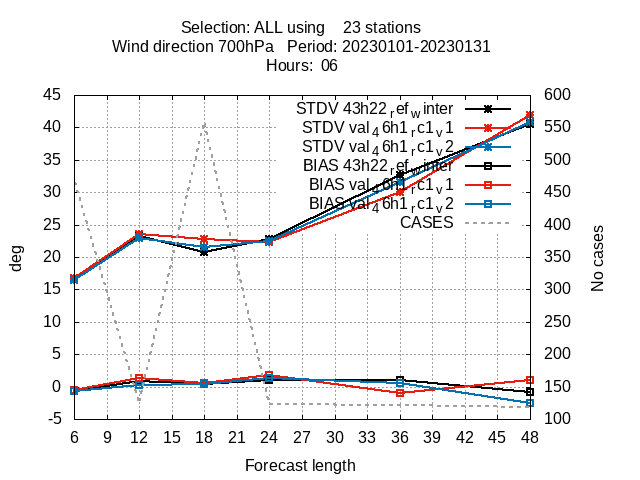 Selection: ALL using 23 stations
Wind direction 700hPa Period: 20230101-20230131
Hours: 06
45 600
STDV 43h22_ref_winter
40 550
STDV val_46h1_rc1_v1
STDV val_46h1_rc1_v2
35 500
BIAS 43h22_ref_winter
BIAS val_46h1_rc1_v1
30 450
BIAS val_46h1_rc1_v2
CASES
25 400
20 350
15 300
10 250
5 200
0 150
-5 100
deg
No cases
6 9 12 15 18 21 24 27 30 33 36 39 42 45 48
Forecast length